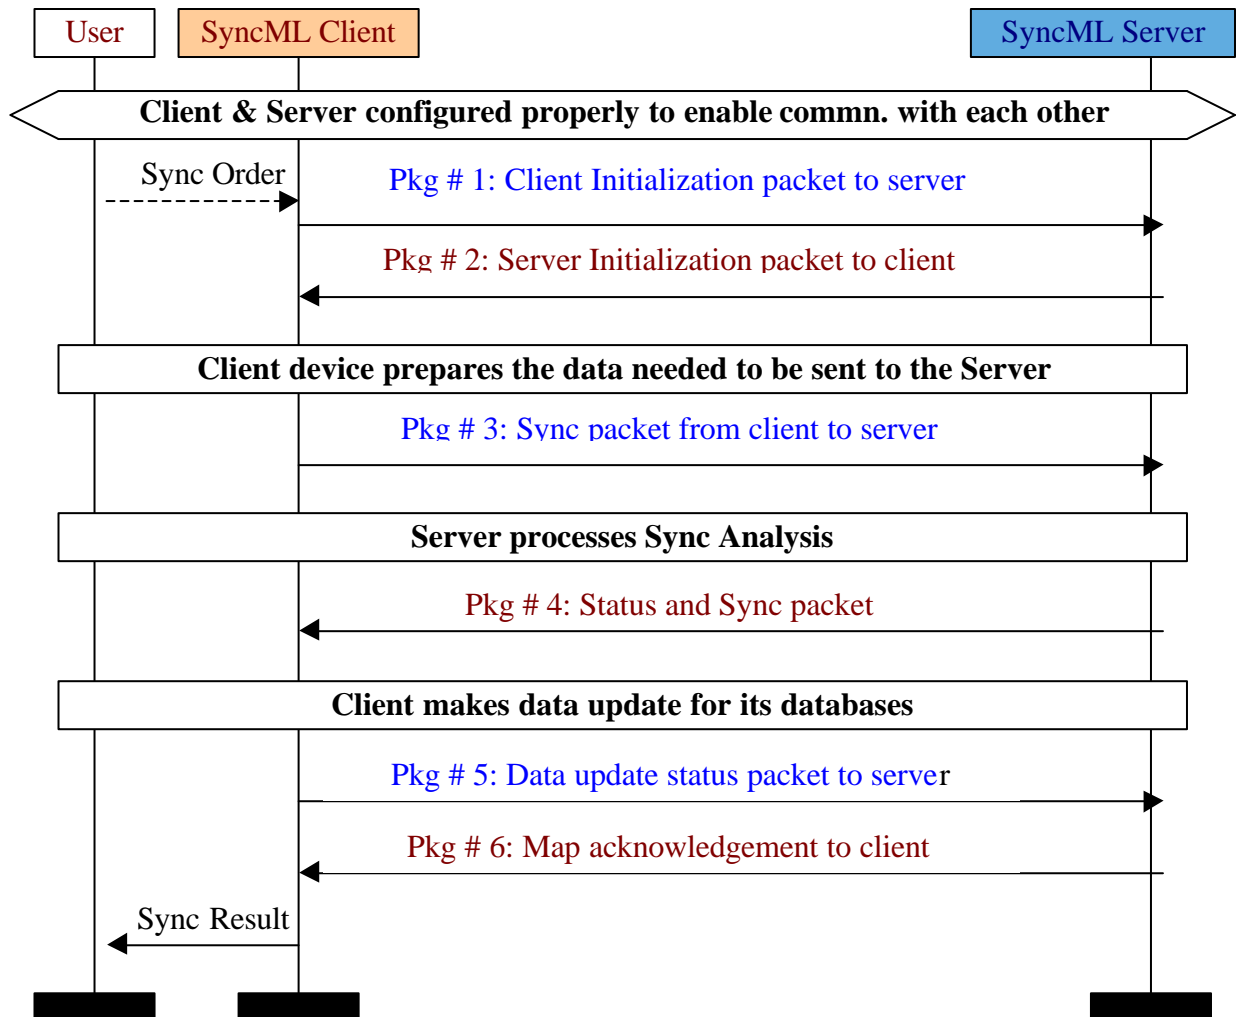 User
SyncML Client
SyncML Server
Client & Server configured properly to enable commn. with each other
Sync Order
Pkg # 1: Client Initialization packet to server
Pkg # 2: Server Initialization packet to client
Client device prepares the data needed to be sent to the Server
Pkg # 3: Sync packet from client to server
Server processes Sync Analysis
Pkg # 4: Status and Sync packet
Client makes data update for its databases
Pkg # 5: Data update status packet to server
Pkg # 6: Map acknowledgement to client
Sync Result